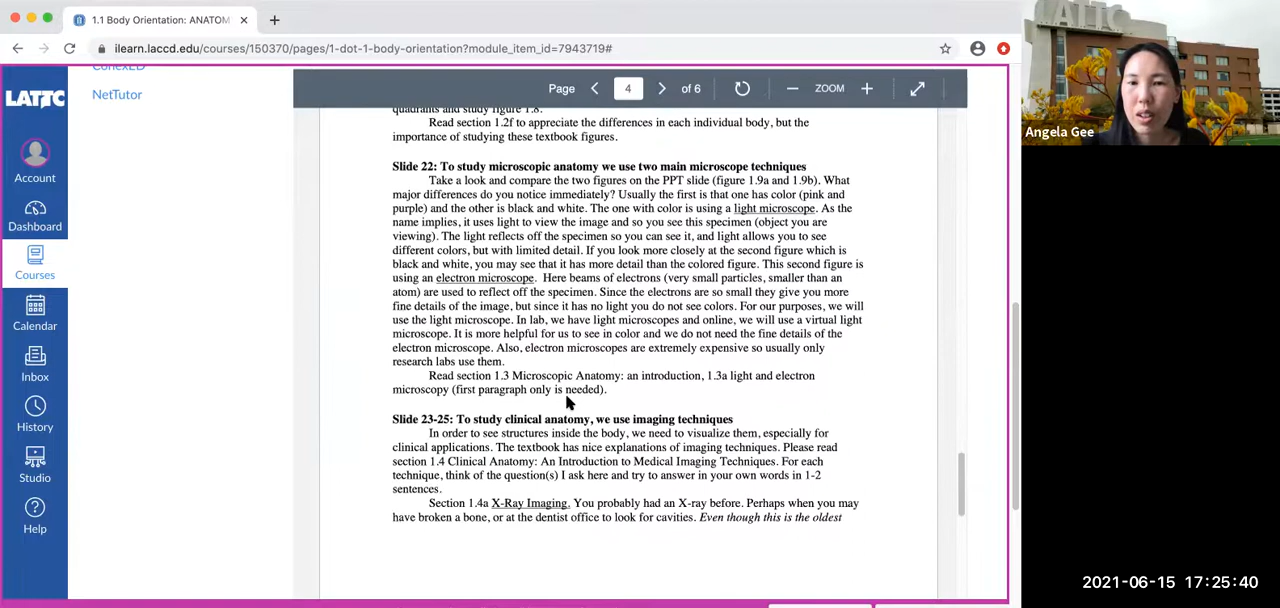 1.1 Body Orientation: ANATOM
ilearn.laccd.edu/courses/150370/pages/1-dot-1-body-orientation?module_item_id=7943719#
ConexED
NetTutor
LATTC
Account
Dashboard
Courses
Calendar
Inbox
History
Studio
Help
Page 4 of 6 ZOOM
quadrants and study figure 1.8.
Read section 1.2f to appreciate the differences in each individual body, but the
importance of studying these textbook figures.
Slide 22: To study microscopic anatomy we use two main microscope techniques
Take a look and compare the two figures on the PPT slide (figure 1.9a and 1.9b). What
major differences do you notice immediately? Usually the first is that one has color (pink and
purple) and the other is black and white. The one with color is using a light microscope. As the
name implies, it uses light to view the image and so you see this specimen (object you are
viewing). The light reflects off the specimen so you can see it, and light allows you to see
different colors, but with limited detail. If you look more closely at the second figure which is
black and white, you may see that it has more detail than the colored figure. This second figure is
using an electron microscope. Here beams of electrons (very small particles, smaller than an
atom) are used to reflect off the specimen. Since the electrons are so small they give you more
fine details of the image, but since it has no light you do not see colors. For our purposes, we will
use the light microscope. In lab, we have light microscopes and online, we will use a virtual light
microscope. It is more helpful for us to see in color and we do not need the fine details of the
electron microscope. Also, electron microscopes are extremely expensive so usually only
research labs use them.
Read section 1.3 Microscopic Anatomy: an introduction, 1.3a light and electron
microscopy (first paragraph only is needed).
Slide 23-25: To study clinical anatomy, we use imaging techniques
In order to see structures inside the body, we need to visualize them, especially for
clinical applications. The textbook has nice explanations of imaging techniques. Please read
section 1.4 Clinical Anatomy: An Introduction to Medical Imaging Techniques. For each
technique, think of the question(s) I ask here and try to answer in your own words in 1-2
sentences.
Section 1.4a X-Ray Imaging. You probably had an X-ray before. Perhaps when you may
have broken a bone, or at the dentist office to look for cavities. Even though this is the oldest
LATTC
Angela Gee
2021-06-15 17:25:40